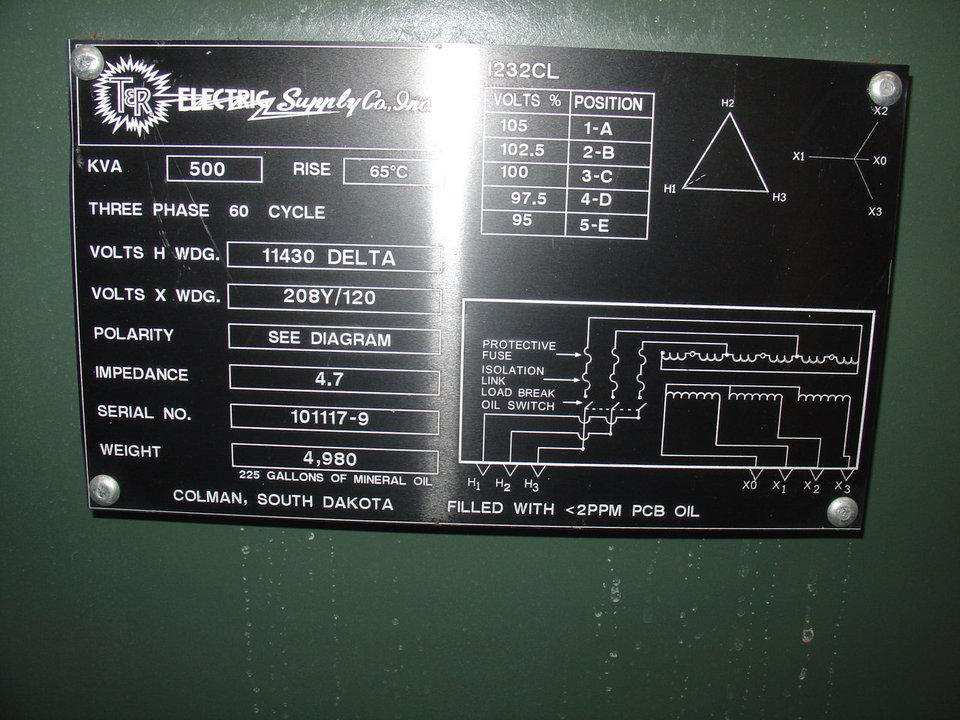 T&R ELECTRIC Supply Co., Inc.
KVA 500 RISE 65°C
THREE PHASE 60 CYCLE
VOLTS H WDG. 11430 DELTA
VOLTS X WDG. 208Y/120
POLARITY SEE DIAGRAM
IMPEDANCE 4.7
SERIAL NO. 101117-9
WEIGHT 4,980
225 GALLONS OF MINERAL OIL
COLMAN, SOUTH DAKOTA
1232CL
VOLTS % POSITION
105 1-A
102.5 2-B
100 3-C
97.5 4-D
95 5-E
H2
H1
H3
X2
X1 X0
X3
PROTECTIVE
FUSE
ISOLATION
LINK
LOAD BREAK
OIL SWITCH
H1 H2 H3
X0 X1 X2 X3
FILLED WITH <2PPM PCB OIL